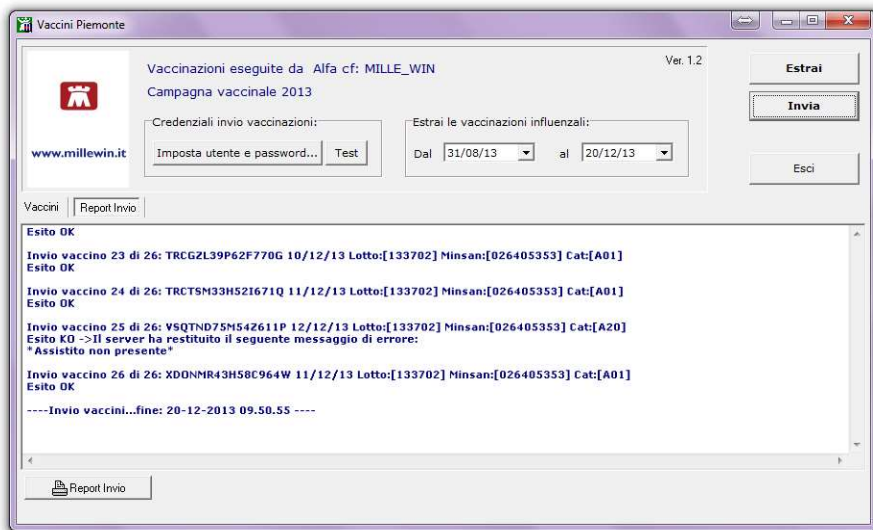 Vaccini Piemonte
Vaccinazioni eseguite da Alfa cf: MILLE_WIN
Ver. 1.2
Campagna vaccinale 2013
www.millewin.it
Credenziali invio vaccinazioni:
Imposta utente e password...
Test
Estrai le vaccinazioni influenzali:
Dal 31/08/13 al 20/12/13
Estrai
Invia
Esci
Vaccini
Report Invio
Esito OK
Invio vaccino 23 di 26: TRCGZL39P62F770G 10/12/13 Lotto:[133702] Minsan:[026405353] Cat:[A01]
Esito OK
Invio vaccino 24 di 26: TRCTSM33H52I671Q 11/12/13 Lotto:[133702] Minsan:[026405353] Cat:[A01]
Esito OK
Invio vaccino 25 di 26: VSQTND75M54Z611P 12/12/13 Lotto:[133702] Minsan:[026405353] Cat:[A20]
Esito KO ->Il server ha restituito il seguente messaggio di errore:
*Assistito non presente*
Invio vaccino 26 di 26: XDONMR43H58C964W 11/12/13 Lotto:[133702] Minsan:[026405353] Cat:[A01]
Esito OK
----Invio vaccini...fine: 20-12-2013 09.50.55 ----
Report Invio